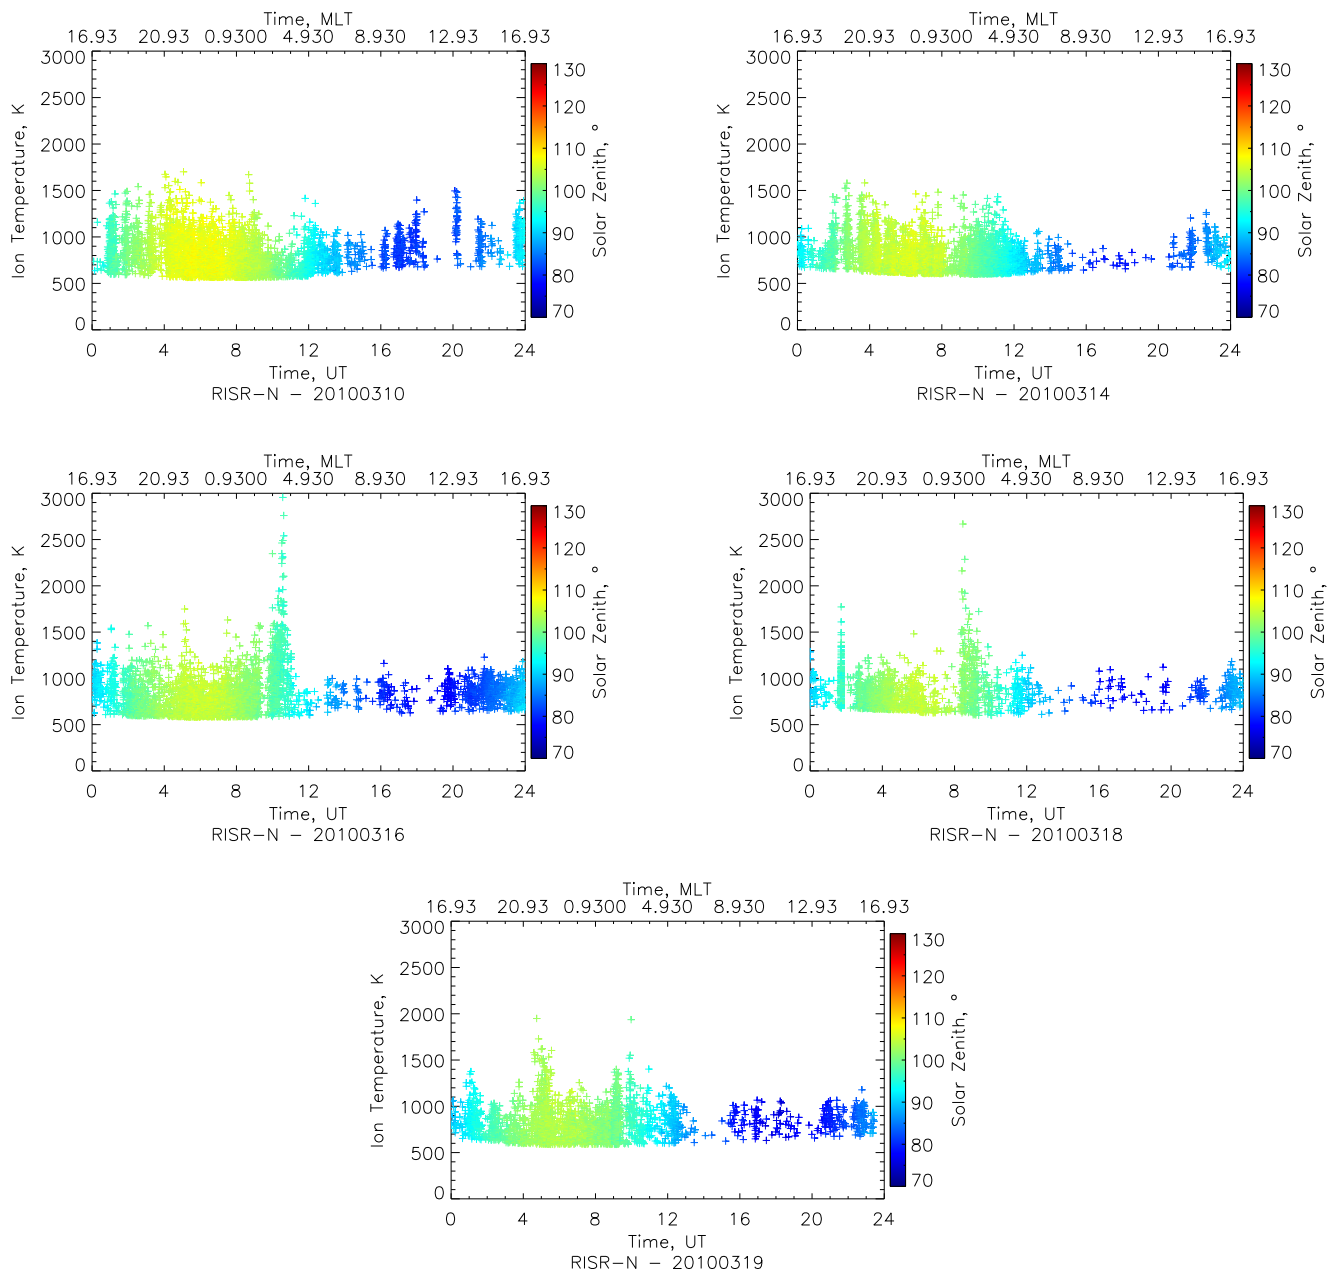 Time, MLT
16.93 20.93 0.9300 4.930 8.930 12.93 16.93
3000
2500
2000
1500
1000
500
0
Ion Temperature, K
130
120
110
100
90
80
70
Solar Zenith, °
0 4 8 12 16 20 24
Time, UT
RISR-N - 20100310
Time, MLT
16.93 20.93 0.9300 4.930 8.930 12.93 16.93
3000
2500
2000
1500
1000
500
0
Ion Temperature, K
130
120
110
100
90
80
70
Solar Zenith, °
0 4 8 12 16 20 24
Time, UT
RISR-N - 20100314
Time, MLT
16.93 20.93 0.9300 4.930 8.930 12.93 16.93
3000
2500
2000
1500
1000
500
0
Ion Temperature, K
130
120
110
100
90
80
70
Solar Zenith, °
0 4 8 12 16 20 24
Time, UT
RISR-N - 20100316
Time, MLT
16.93 20.93 0.9300 4.930 8.930 12.93 16.93
3000
2500
2000
1500
1000
500
0
Ion Temperature, K
130
120
110
100
90
80
70
Solar Zenith, °
0 4 8 12 16 20 24
Time, UT
RISR-N - 20100318
Time, MLT
16.93 20.93 0.9300 4.930 8.930 12.93 16.93
3000
2500
2000
1500
1000
500
0
Ion Temperature, K
130
120
110
100
90
80
70
Solar Zenith, °
0 4 8 12 16 20 24
Time, UT
RISR-N - 20100319